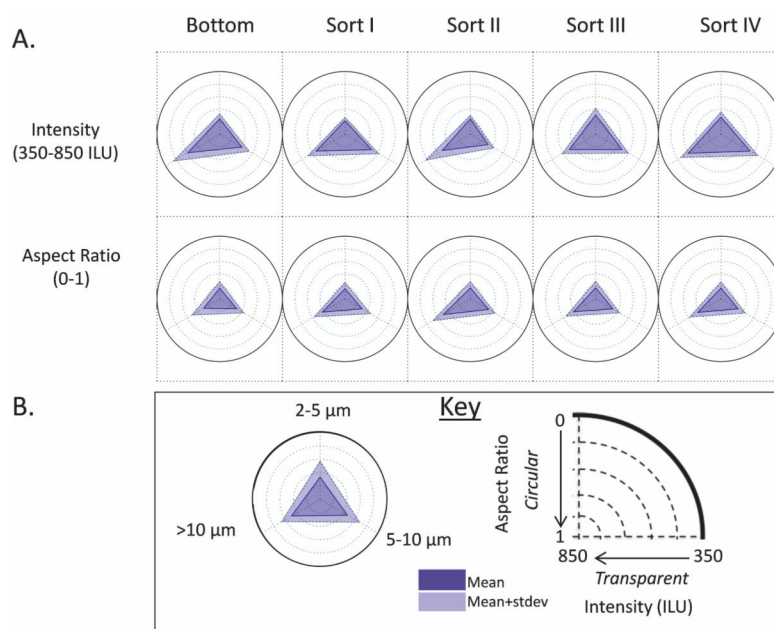 Bottom Sort I Sort II Sort III Sort IV
A.
Intensity
(350-850 ILU)
Aspect Ratio
(0-1)
B.
Key
2-5 µm
>10 µm
5-10 µm
Mean
Mean+stdev
Aspect Ratio
Circular
0
1
850 350
Transparent
Intensity (ILU)